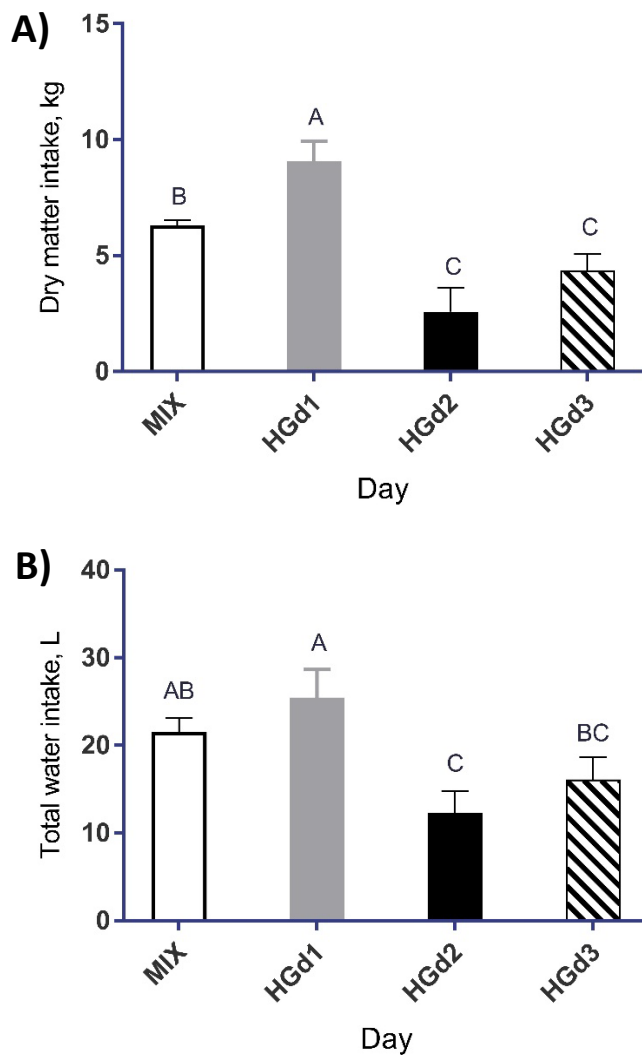 A)
Dry matter intake, kg
15
10
5
0
B
A
C
C
MIX
HGd1
HGd2
HGd3
Day
B)
Total water intake, L
40
30
20
10
0
AB
A
C
BC
MIX
HGd1
HGd2
HGd3
Day